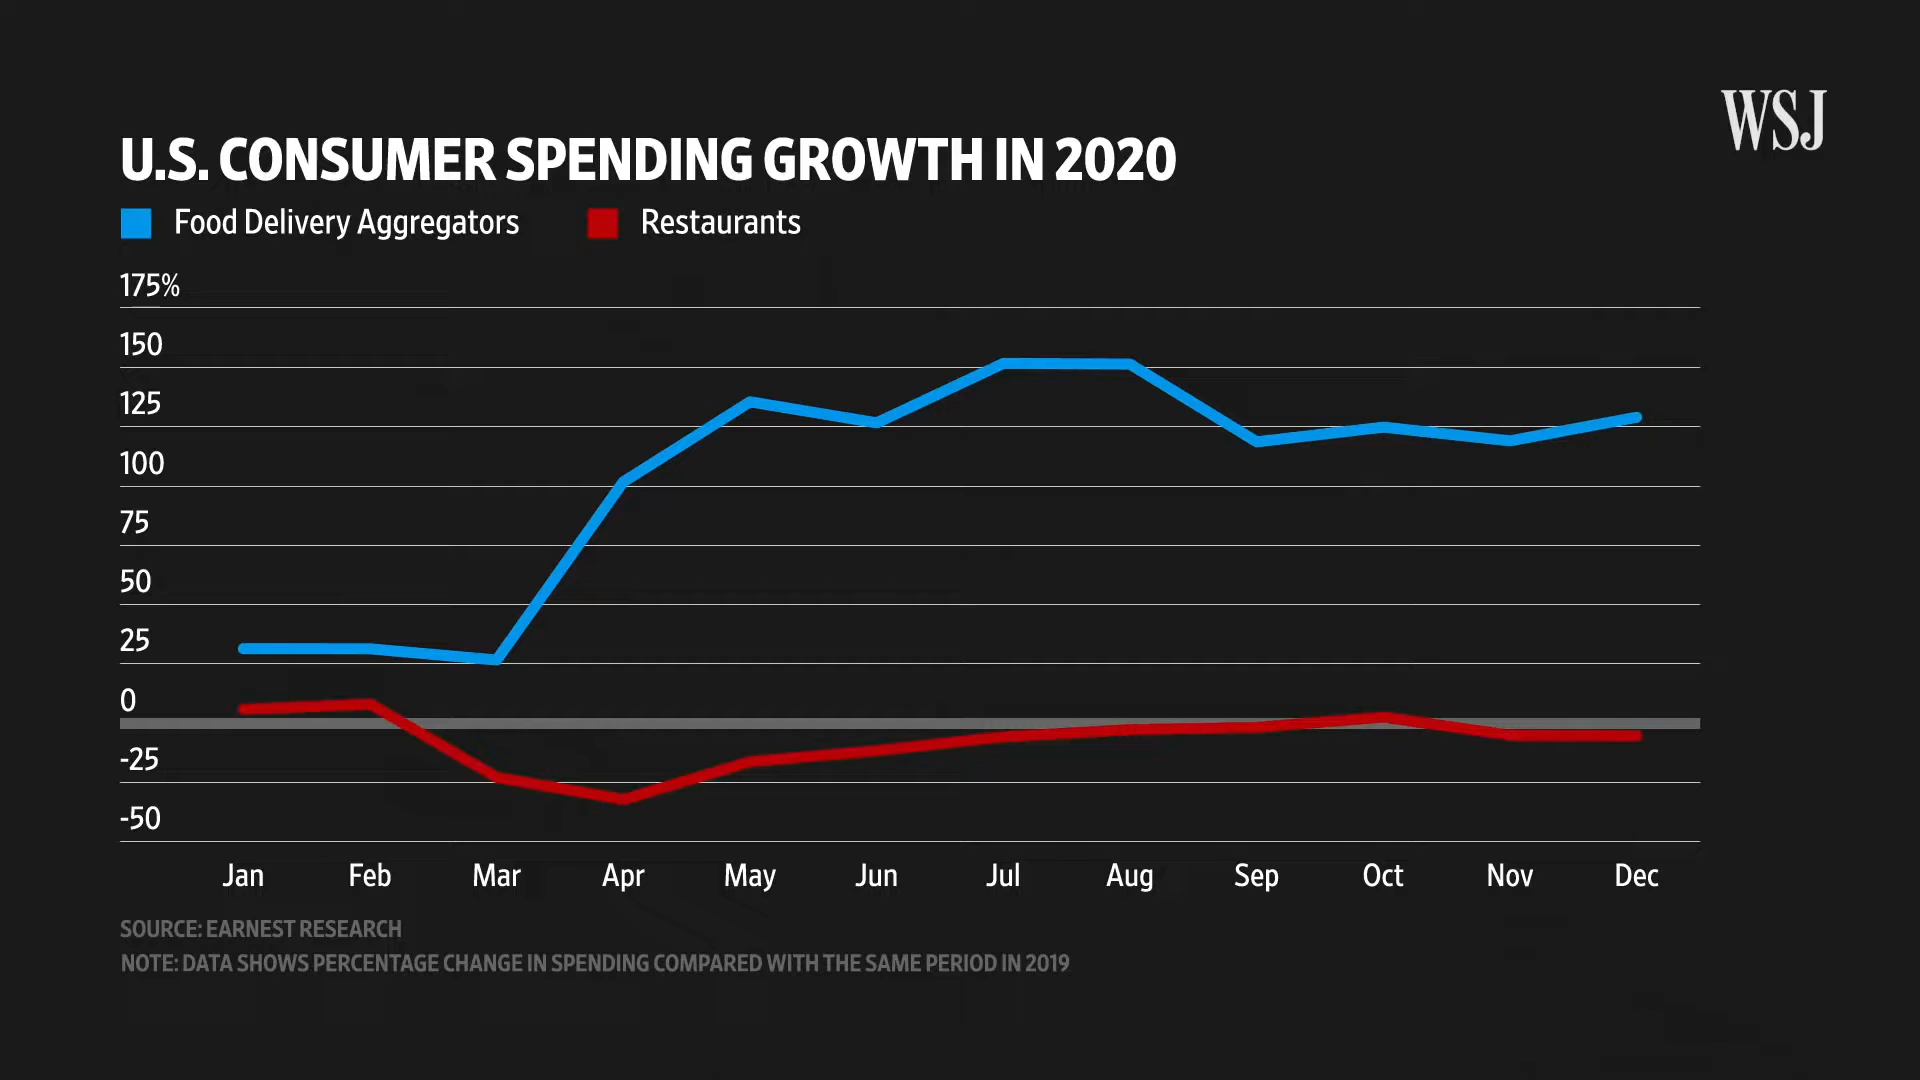 WSJ
U.S. CONSUMER SPENDING GROWTH IN 2020
Food Delivery Aggregators Restaurants
175%
150
125
100
75
50
25
0
-25
-50
Jan Feb Mar Apr May Jun Jul Aug Sep Oct Nov Dec
SOURCE: EARNEST RESEARCH
NOTE: DATA SHOWS PERCENTAGE CHANGE IN SPENDING COMPARED WITH THE SAME PERIOD IN 2019